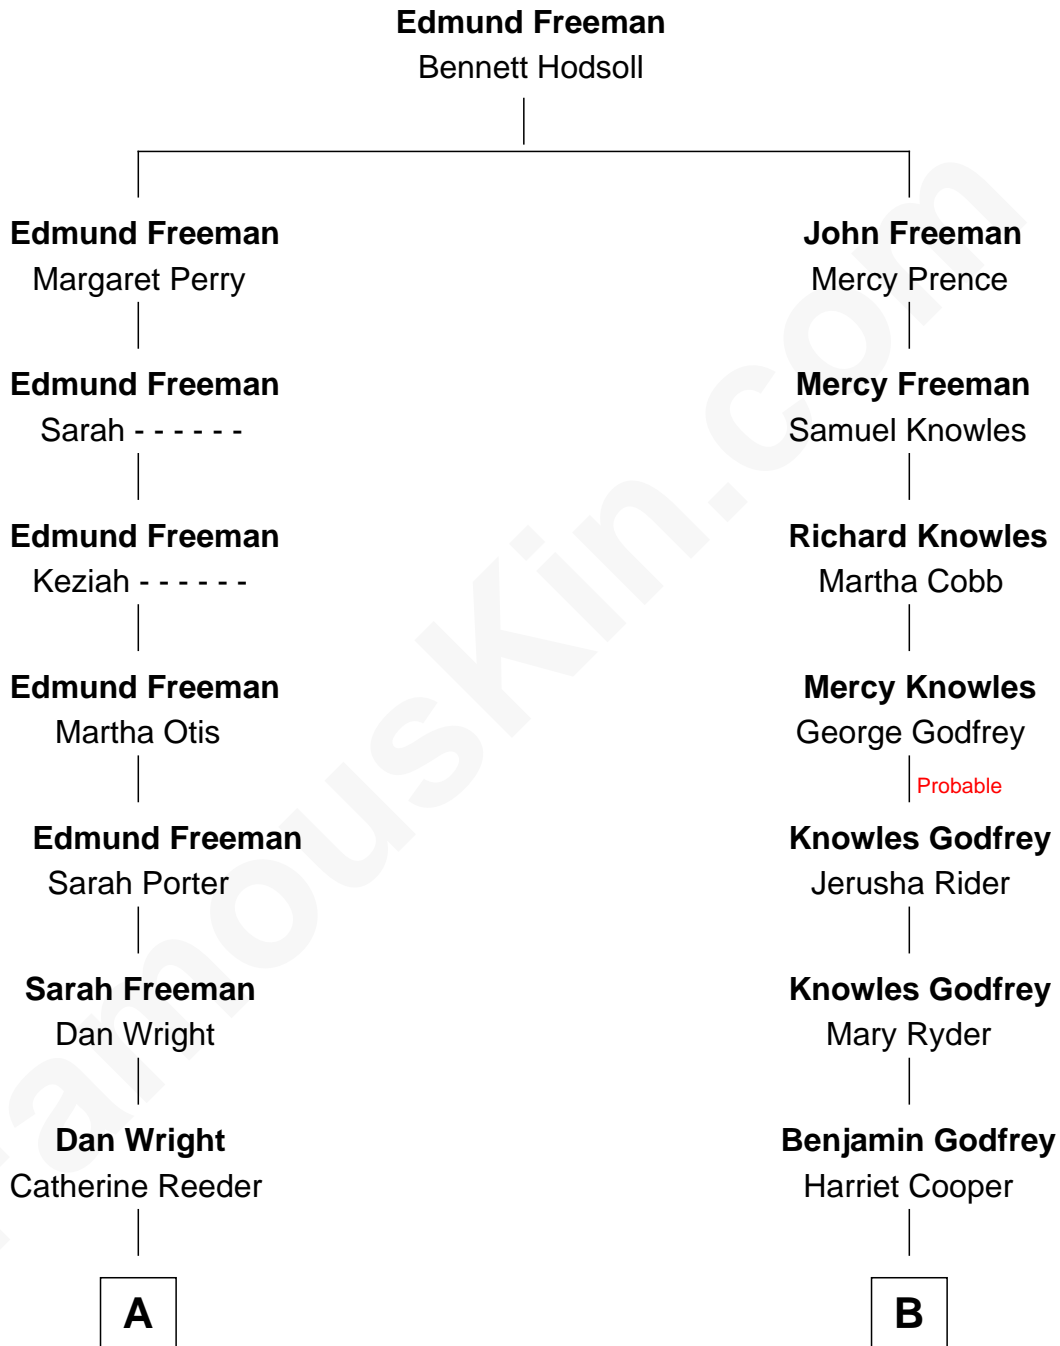 Edmund Freeman
Bennett Hodsoll
Edmund Freeman
Margaret Perry
John Freeman
Mercy Prence
Edmund Freeman
Sarah - - - - - -
Mercy Freeman
Samuel Knowles
Edmund Freeman
Keziah - - - - - -
Richard Knowles
Martha Cobb
Edmund Freeman
Martha Otis
Mercy Knowles
George Godfrey
Probable
Edmund Freeman
Sarah Porter
Knowles Godfrey
Jerusha Rider
Sarah Freeman
Dan Wright
Knowles Godfrey
Mary Ryder
Dan Wright
Catherine Reeder
Benjamin Godfrey
Harriet Cooper
A
B
FamousKin.com